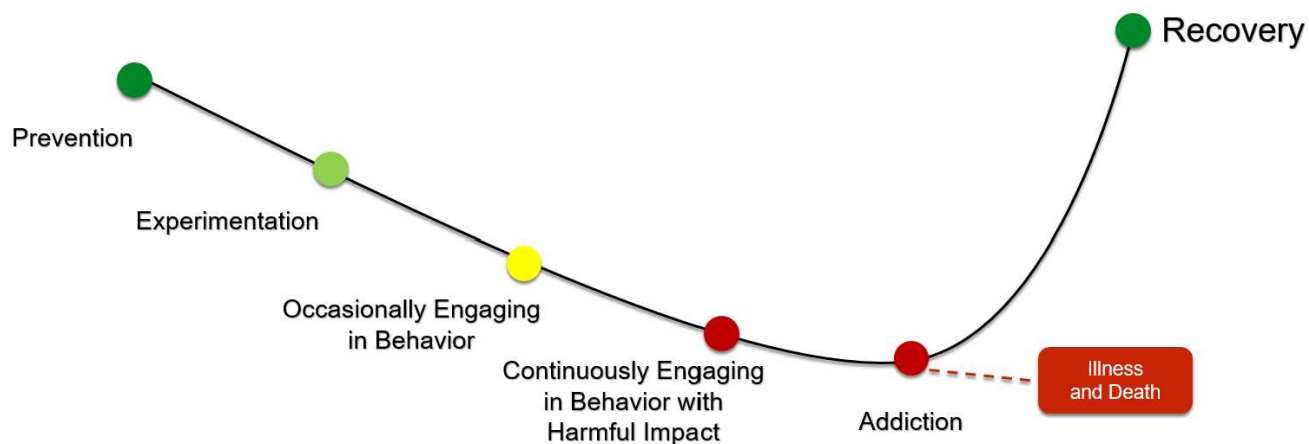 Recovery
Prevention
Experimentation
Occasionally Engaging
in Behavior
Continuously Engaging
in Behavior with
Harmful Impact
Addiction
Illness
and Death